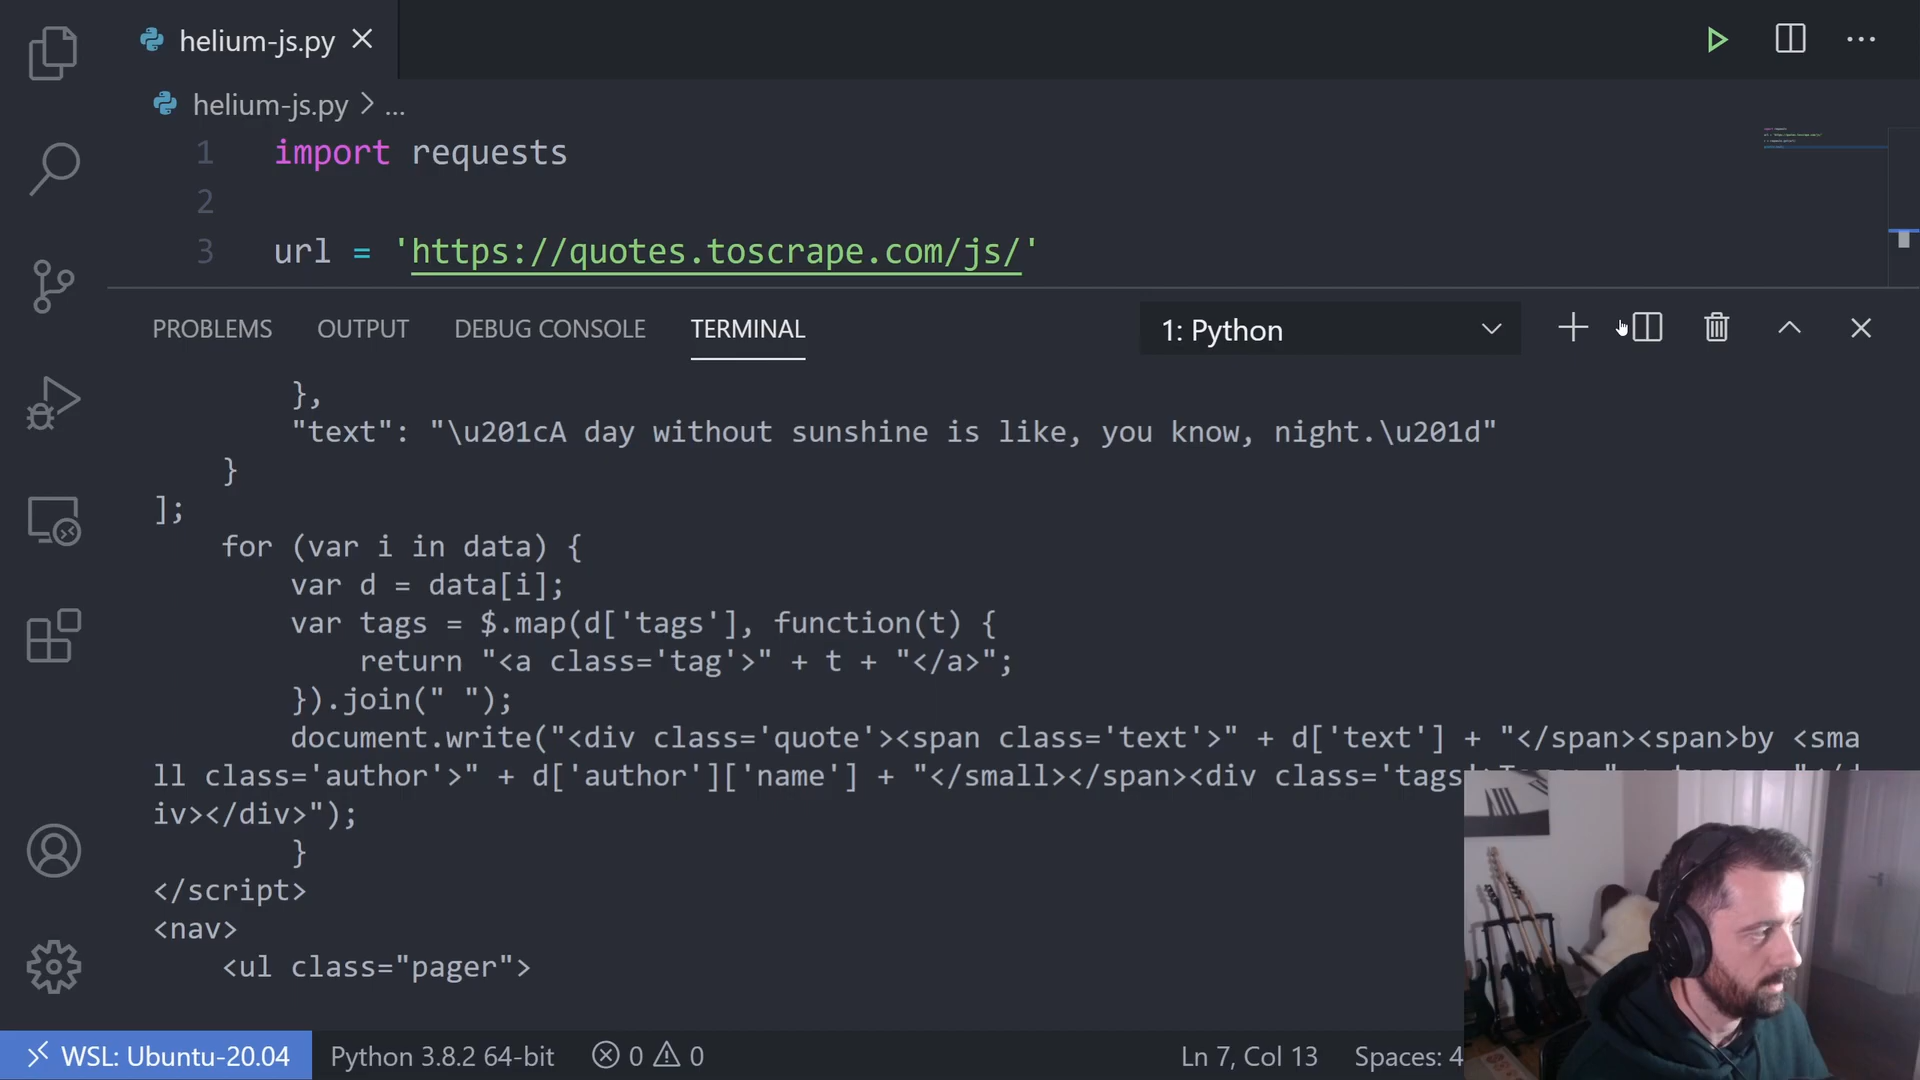 helium-js.py
helium-js.py > ...
1 import requests
2
3 url = 'https://quotes.toscrape.com/js/'
PROBLEMS OUTPUT DEBUG CONSOLE TERMINAL 1: Python
},
"text": "\u201cA day without sunshine is like, you know, night.\u201d"
}
];
for (var i in data) {
var d = data[i];
var tags = $.map(d['tags'], function(t) {
return "<a class='tag'>" + t + "</a>";
}).join(" ");
document.write("<div class='quote'><span class='text'>" + d['text'] + "</span><span>by <sma
ll class='author'>" + d['author']['name'] + "</small></span><div class='tags
iv></div>");
}
</script>
<nav>
<ul class="pager">
WSL: Ubuntu-20.04 Python 3.8.2 64-bit 0 0 Ln 7, Col 13 Spaces: 4